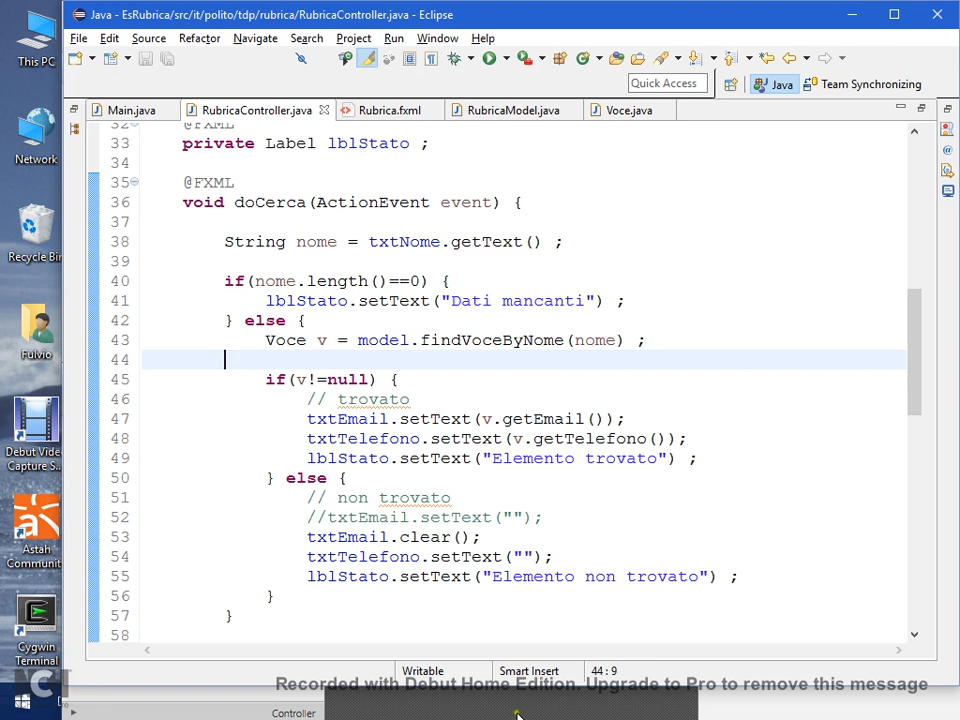 Java - EsRubrica/src/it/polito/tdp/rubrica/RubricaController.java - Eclipse
File Edit Source Refactor Navigate Search Project Run Window Help
Quick Access
Java
Team Synchronizing
Main.java
RubricaController.java
Rubrica.fxml
RubricaModel.java
Voce.java
32 @FXML
33 private Label lblStato ;
34
35 @FXML
36 void doCerca(ActionEvent event) {
37
38 String nome = txtNome.getText() ;
39
40 if(nome.length()==0) {
41 lblStato.setText("Dati mancanti") ;
42 } else {
43 Voce v = model.findVoceByNome(nome) ;
44
45 if(v!=null) {
46 // trovato
47 txtEmail.setText(v.getEmail());
48 txtTelefono.setText(v.getTelefono());
49 lblStato.setText("Elemento trovato") ;
50 } else {
51 // non trovato
52 //txtEmail.setText("");
53 txtEmail.clear();
54 txtTelefono.setText("");
55 lblStato.setText("Elemento non trovato") ;
56 }
57 }
58
Writable
Smart Insert
44 : 9
This PC
Network
Recycle Bin
Fulvio
Debut Video
Capture S...
Astah
Communit...
Cygwin
Terminal
Recorded with Debut Home Edition. Upgrade to Pro to remove this message
Controller